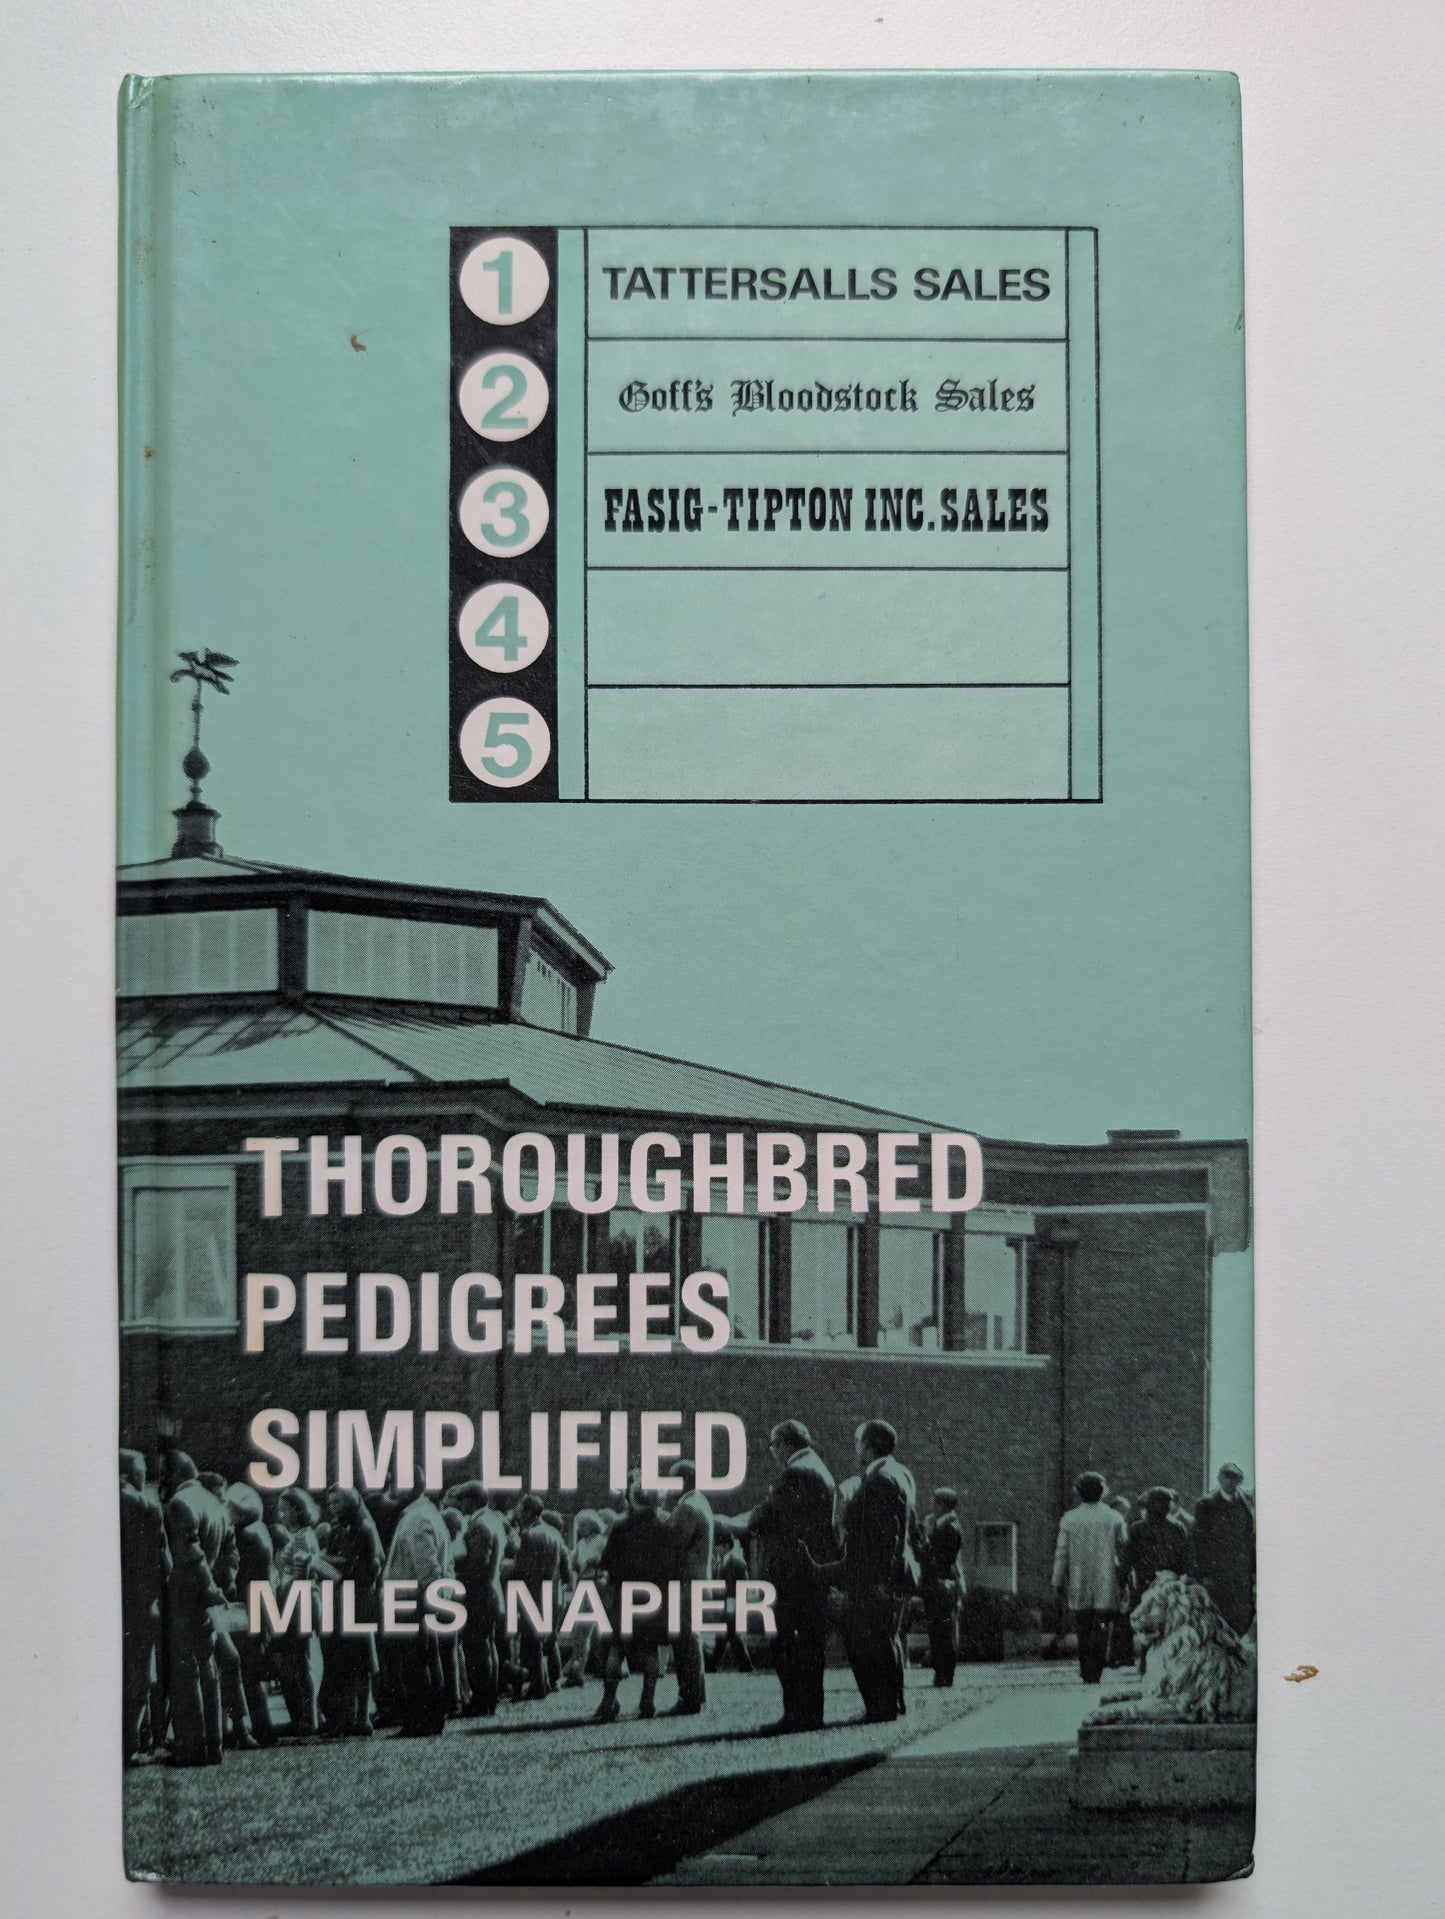 1 TATTERSALLS SALES
2 Goff's Bloodstock Sales
3 FASIG-TIPTON INC. SALES
4
5
THOROUGHBRED
PEDIGREES
SIMPLIFIED
MILES NAPIER